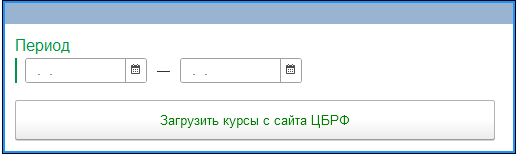 Период
. . — . .
Загрузить курсы с сайта ЦБРФ